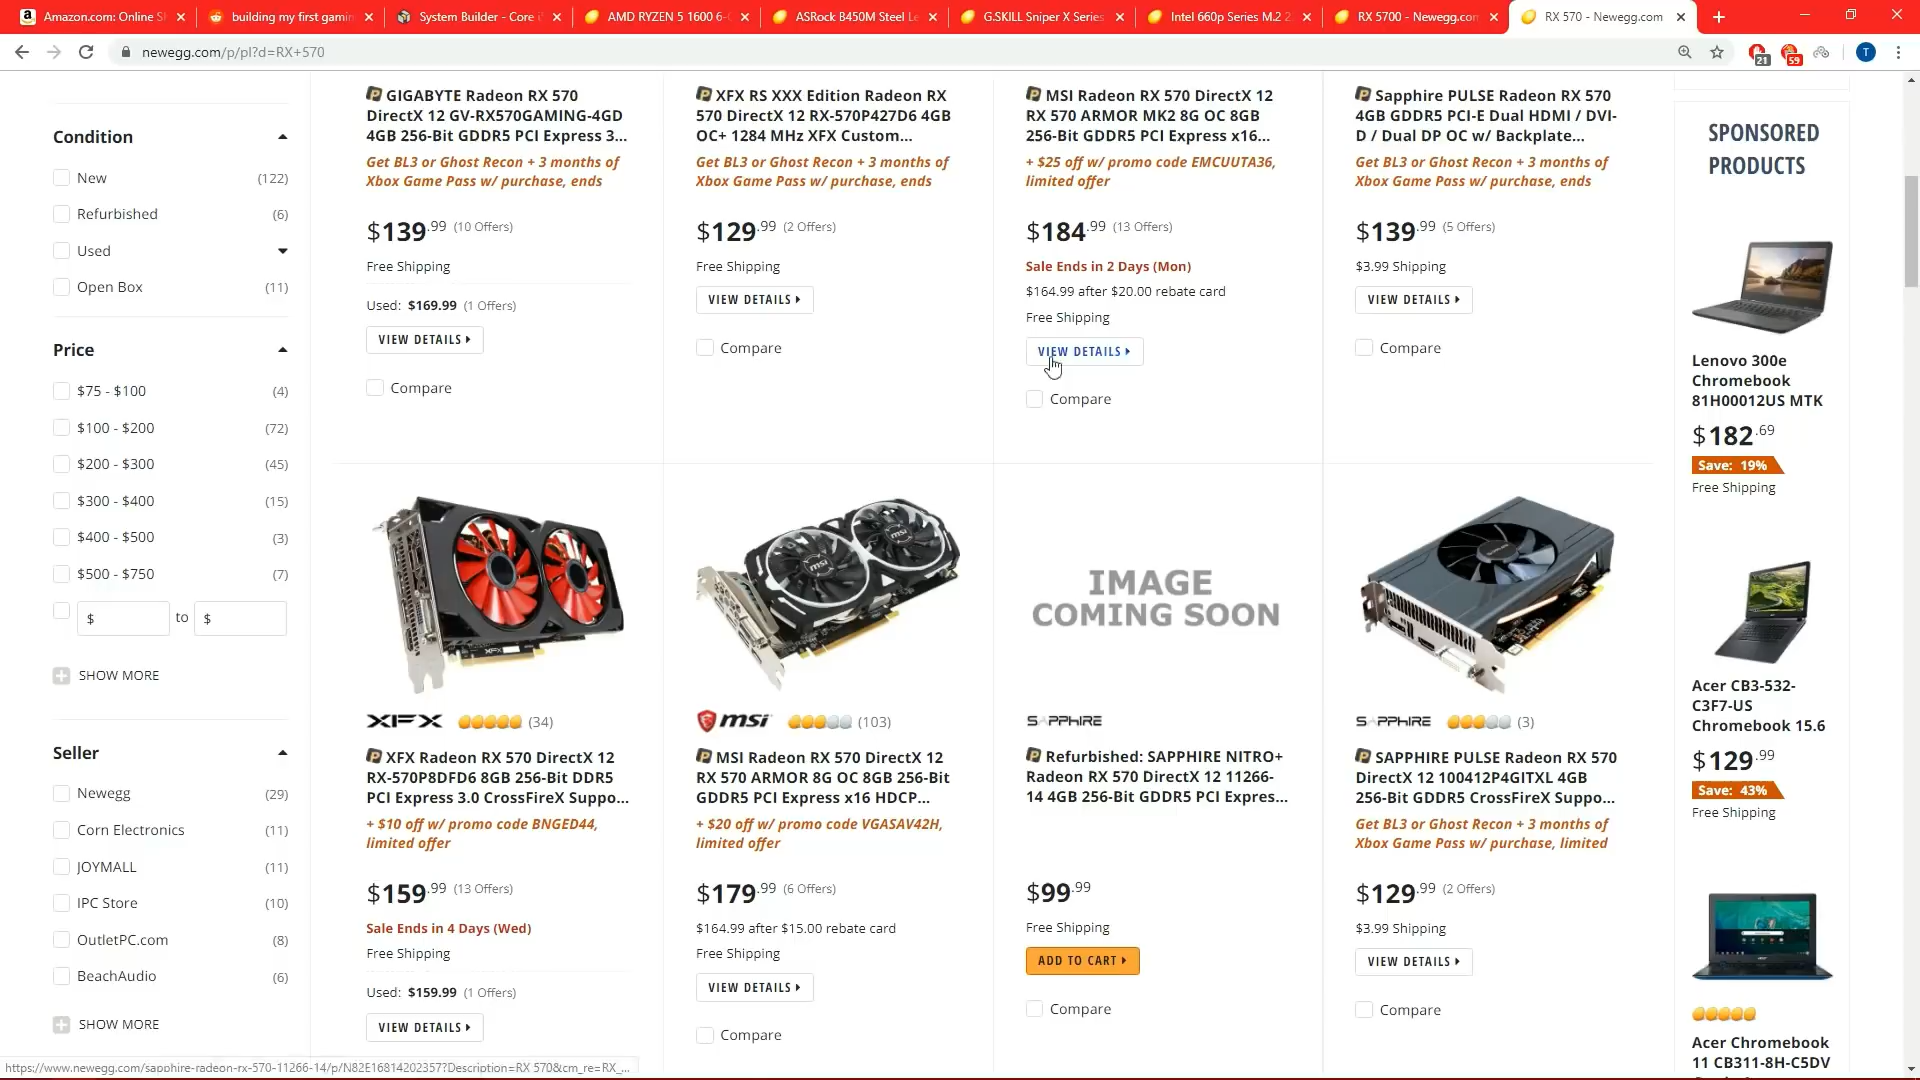 Amazon.com: Online S
building my first gamin
System Builder - Core i
AMD RYZEN 5 1600 6-C
ASRock B450M Steel Le
G.SKILL Sniper X Series
Intel 660p Series M.2 2
RX 5700 - Newegg.com
RX 570 - Newegg.com
newegg.com/p/pl?d=RX+570
21
59
T
Condition
New (122)
Refurbished (6)
Used
Open Box (11)
Price
$75 - $100 (4)
$100 - $200 (72)
$200 - $300 (45)
$300 - $400 (15)
$400 - $500 (3)
$500 - $750 (7)
$ to $
SHOW MORE
Seller
Newegg (29)
Corn Electronics (11)
JOYMALL (11)
IPC Store (10)
OutletPC.com (8)
BeachAudio (6)
SHOW MORE
GIGABYTE Radeon RX 570
DirectX 12 GV-RX570GAMING-4GD
4GB 256-Bit GDDR5 PCI Express 3...
Get BL3 or Ghost Recon + 3 months of
Xbox Game Pass w/ purchase, ends
$139.99 (10 Offers)
Free Shipping
Used: $169.99 (1 Offers)
VIEW DETAILS
Compare
XFX RS XXX Edition Radeon RX
570 DirectX 12 RX-570P427D6 4GB
OC+ 1284 MHz XFX Custom...
Get BL3 or Ghost Recon + 3 months of
Xbox Game Pass w/ purchase, ends
$129.99 (2 Offers)
Free Shipping
VIEW DETAILS
Compare
MSI Radeon RX 570 DirectX 12
RX 570 ARMOR MK2 8G OC 8GB
256-Bit GDDR5 PCI Express x16...
+ $25 off w/ promo code EMCUUTA36,
limited offer
$184.99 (13 Offers)
Sale Ends in 2 Days (Mon)
$164.99 after $20.00 rebate card
Free Shipping
VIEW DETAILS
Compare
Sapphire PULSE Radeon RX 570
4GB GDDR5 PCI-E Dual HDMI / DVI-
D / Dual DP OC w/ Backplate...
Get BL3 or Ghost Recon + 3 months of
Xbox Game Pass w/ purchase, ends
$139.99 (5 Offers)
$3.99 Shipping
VIEW DETAILS
Compare
XFX
XFX (34)
XFX Radeon RX 570 DirectX 12
RX-570P8DFD6 8GB 256-Bit DDR5
PCI Express 3.0 CrossFireX Suppo...
+ $10 off w/ promo code BNGED44,
limited offer
$159.99 (13 Offers)
Sale Ends in 4 Days (Wed)
Free Shipping
Used: $159.99 (1 Offers)
VIEW DETAILS
msi
msi
msi (103)
MSI Radeon RX 570 DirectX 12
RX 570 ARMOR 8G OC 8GB 256-Bit
GDDR5 PCI Express x16 HDCP...
+ $20 off w/ promo code VGASAV42H,
limited offer
$179.99 (6 Offers)
$164.99 after $15.00 rebate card
Free Shipping
VIEW DETAILS
Compare
IMAGE
COMING SOON
SAPPHIRE
Refurbished: SAPPHIRE NITRO+
Radeon RX 570 DirectX 12 11266-
14 4GB 256-Bit GDDR5 PCI Expres...
$99.99
Free Shipping
ADD TO CART
Compare
SAPPHIRE (3)
SAPPHIRE PULSE Radeon RX 570
DirectX 12 100412P4GITXL 4GB
256-Bit GDDR5 CrossFireX Suppo...
Get BL3 or Ghost Recon + 3 months of
Xbox Game Pass w/ purchase, limited
$129.99 (2 Offers)
$3.99 Shipping
VIEW DETAILS
Compare
SPONSORED
PRODUCTS
Lenovo 300e
Chromebook
81H00012US MTK
$182.69
Save: 19%
Free Shipping
Acer CB3-532-
C3F7-US
Chromebook 15.6
$129.99
Save: 43%
Free Shipping
Acer Chromebook
11 CB311-8H-C5DV
https://www.newegg.com/sapphire-radeon-rx-570-11266-14/p/N82E16814202357?Description=RX 570&cm_re=RX_...